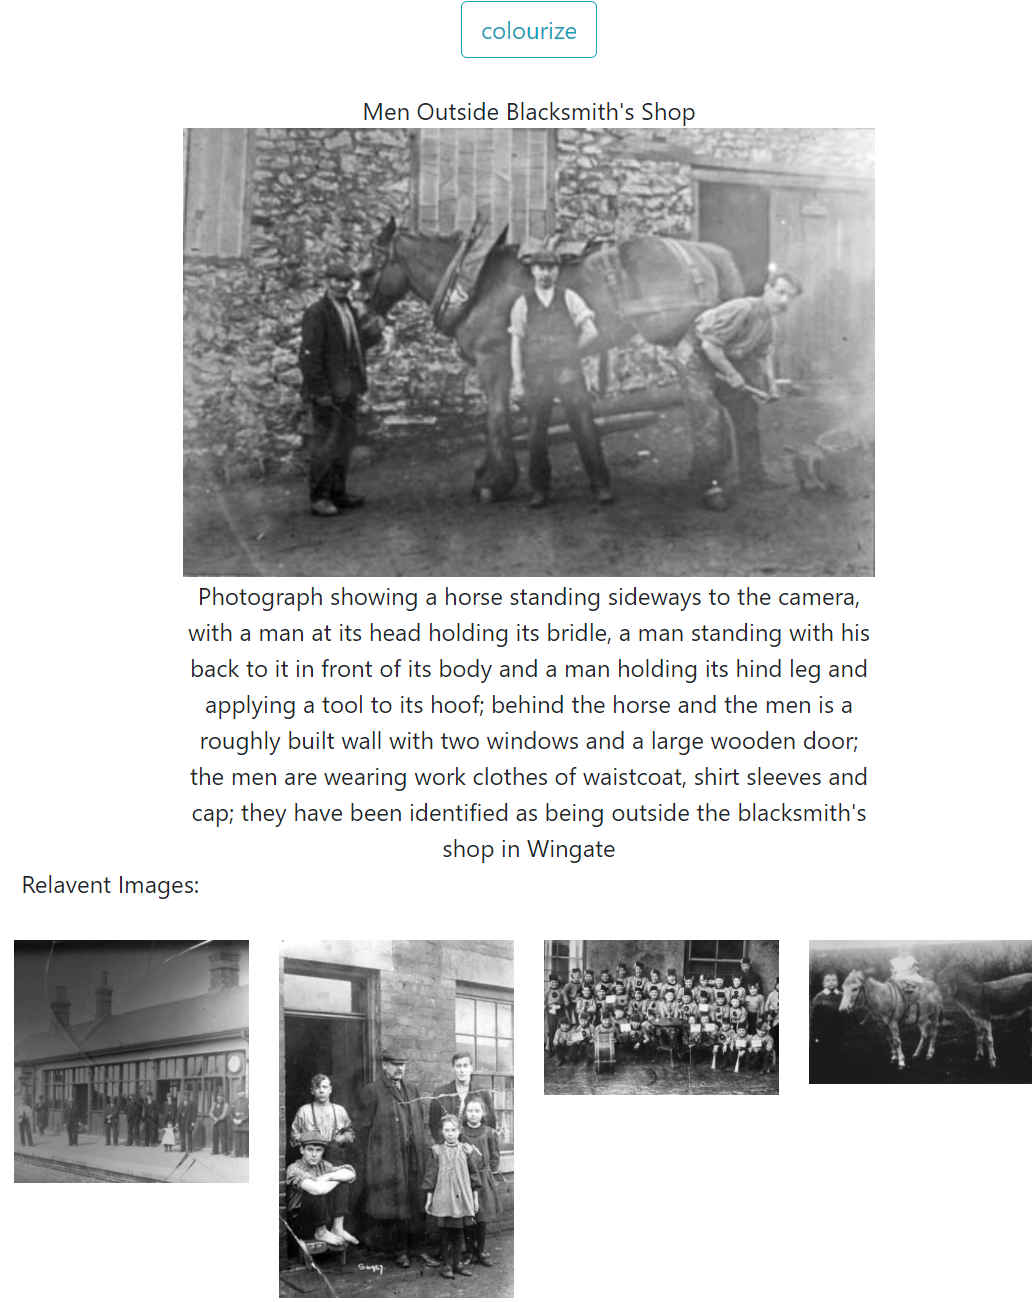 colourize
Men Outside Blacksmith's Shop
Photograph showing a horse standing sideways to the camera,
with a man at its head holding its bridle, a man standing with his
back to it in front of its body and a man holding its hind leg and
applying a tool to its hoof; behind the horse and the men is a
roughly built wall with two windows and a large wooden door;
the men are wearing work clothes of waistcoat, shirt sleeves and
cap; they have been identified as being outside the blacksmith's
shop in Wingate
Relavent Images: